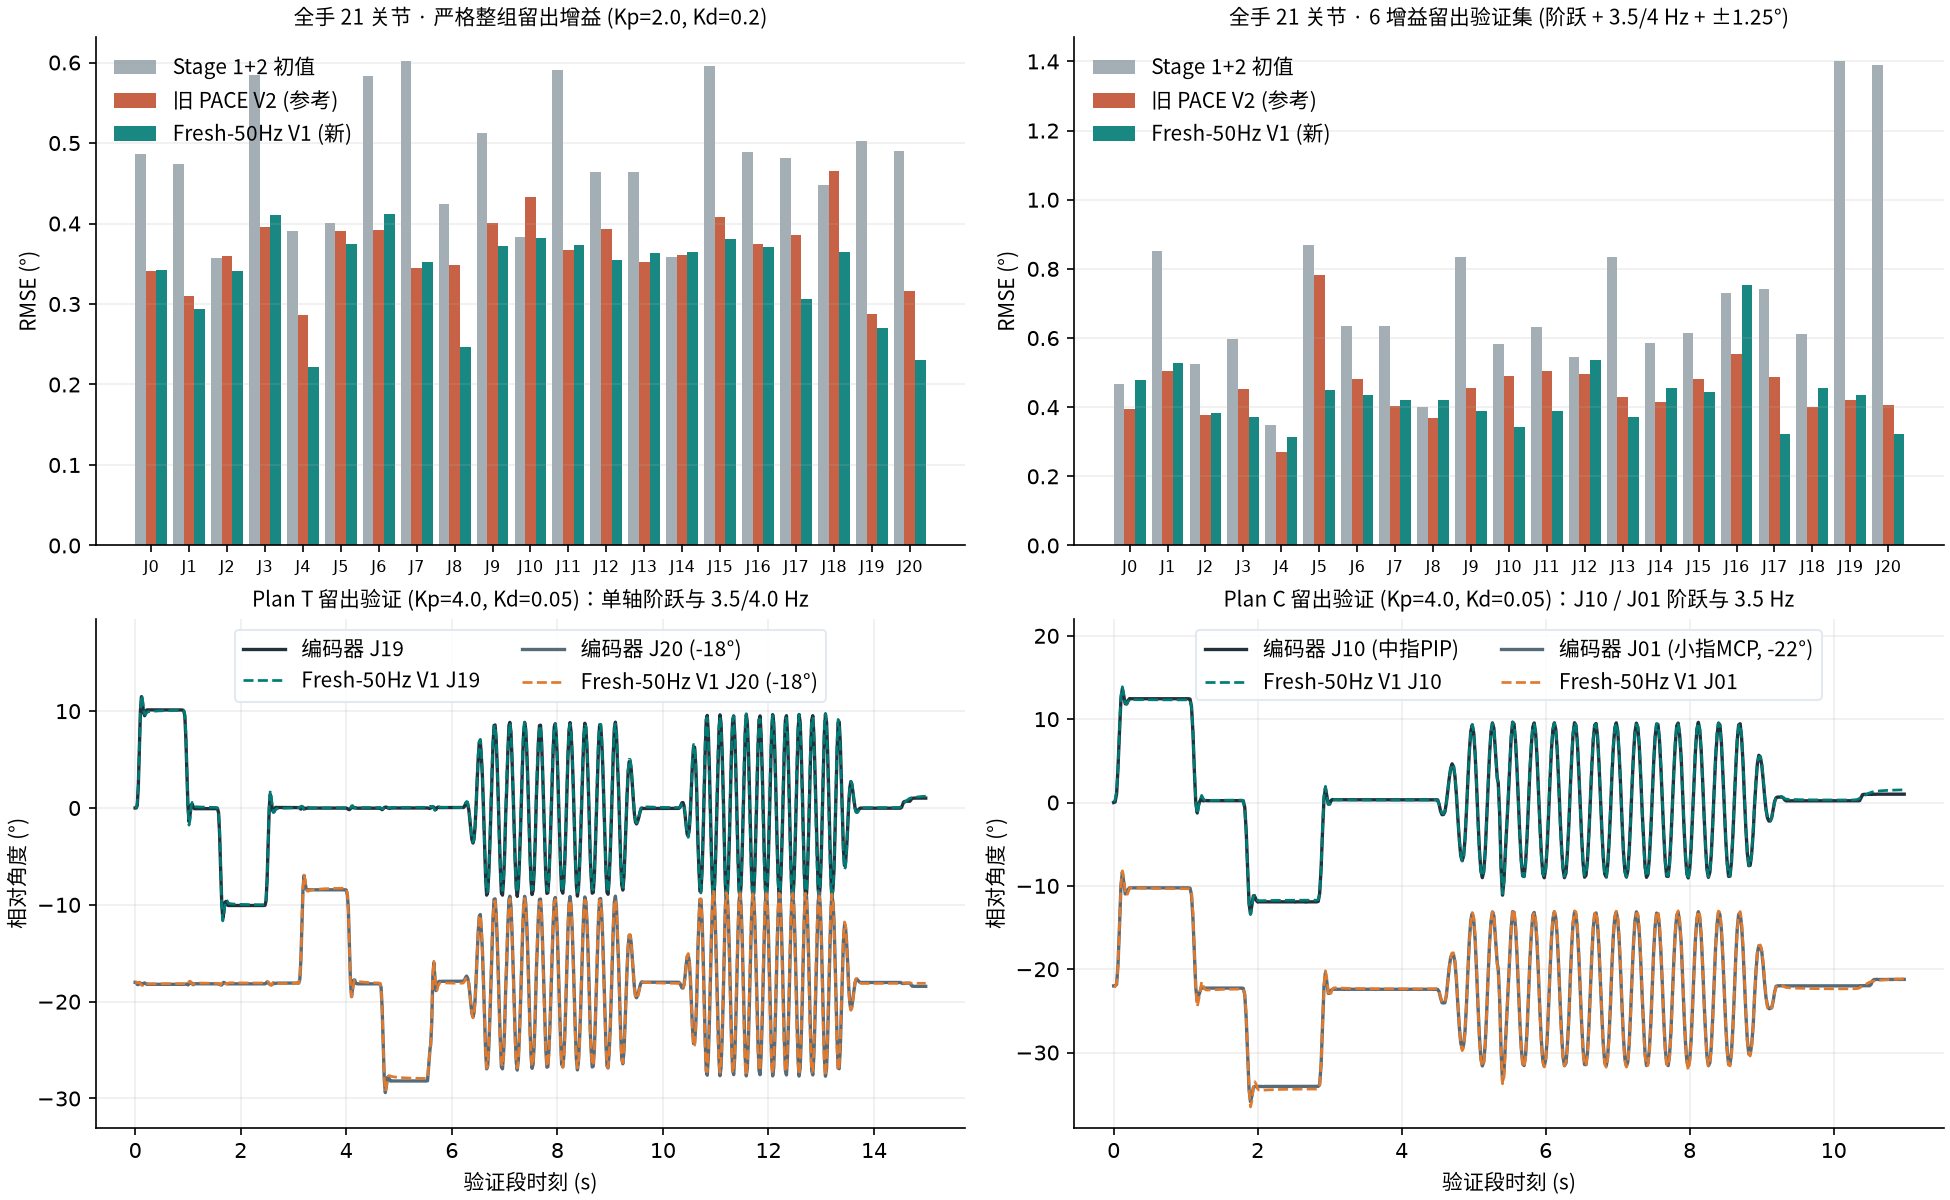 全手 21 关节 · 严格整组留出增益 (Kp=2.0, Kd=0.2)
Stage 1+2 初值
旧 PACE V2 (参考)
Fresh-50Hz V1 (新)
RMSE (°)
0.6
0.5
0.4
0.3
0.2
0.1
0.0
J0 J1 J2 J3 J4 J5 J6 J7 J8 J9 J10 J11 J12 J13 J14 J15 J16 J17 J18 J19 J20
全手 21 关节 · 6 增益留出验证集 (阶跃 + 3.5/4 Hz + ±1.25°)
Stage 1+2 初值
旧 PACE V2 (参考)
Fresh-50Hz V1 (新)
RMSE (°)
1.4
1.2
1.0
0.8
0.6
0.4
0.2
0.0
J0 J1 J2 J3 J4 J5 J6 J7 J8 J9 J10 J11 J12 J13 J14 J15 J16 J17 J18 J19 J20
Plan T 留出验证 (Kp=4.0, Kd=0.05)：单轴阶跃与 3.5/4.0 Hz
编码器 J19
Fresh-50Hz V1 J19
编码器 J20 (-18°)
Fresh-50Hz V1 J20 (-18°)
相对角度 (°)
10
0
−10
−20
−30
0 2 4 6 8 10 12 14
验证段时刻 (s)
Plan C 留出验证 (Kp=4.0, Kd=0.05)：J10 / J01 阶跃与 3.5 Hz
编码器 J10 (中指PIP)
Fresh-50Hz V1 J10
编码器 J01 (小指MCP, -22°)
Fresh-50Hz V1 J01
相对角度 (°)
20
10
0
−10
−20
−30
0 2 4 6 8 10
验证段时刻 (s)